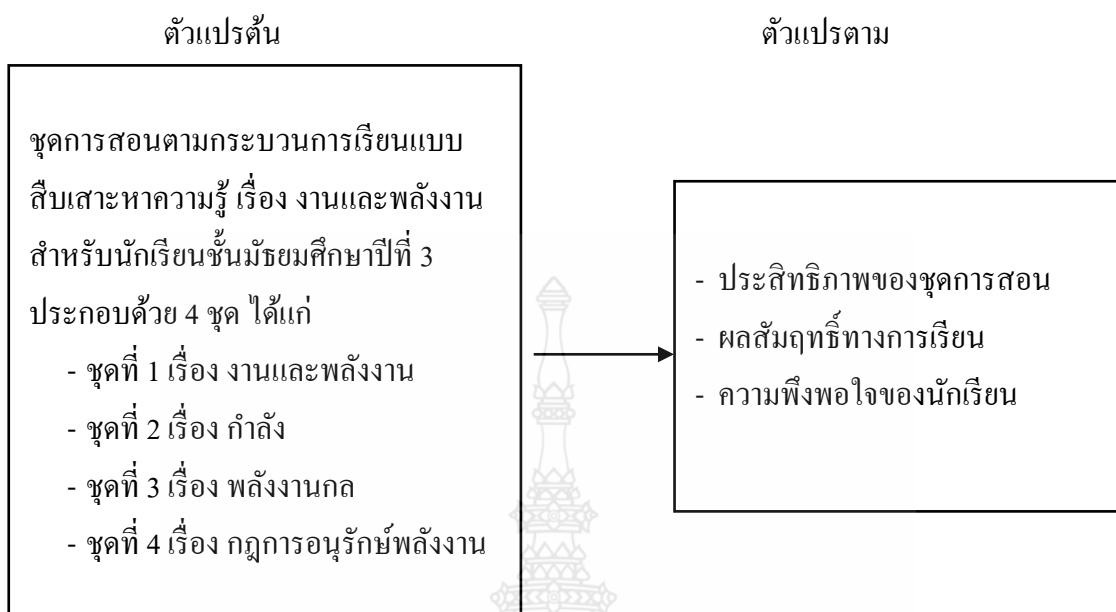 ตัวแปรต้น
ตัวแปรตาม
ชุดการสอนตามกระบวนการเรียนแบบ
สืบเสาะหาความรู้ เรื่อง งานและพลังงาน
สำหรับนักเรียนชั้นมัธยมศึกษาปีที่ 3
ประกอบด้วย 4 ชุด ได้แก่
- ชุดที่ 1 เรื่อง งานและพลังงาน
- ชุดที่ 2 เรื่อง กำลัง
- ชุดที่ 3 เรื่อง พลังงานกล
- ชุดที่ 4 เรื่อง กฎการอนุรักษ์พลังงาน
- ประสิทธิภาพของชุดการสอน
- ผลสัมฤทธิ์ทางการเรียน
- ความพึงพอใจของนักเรียน